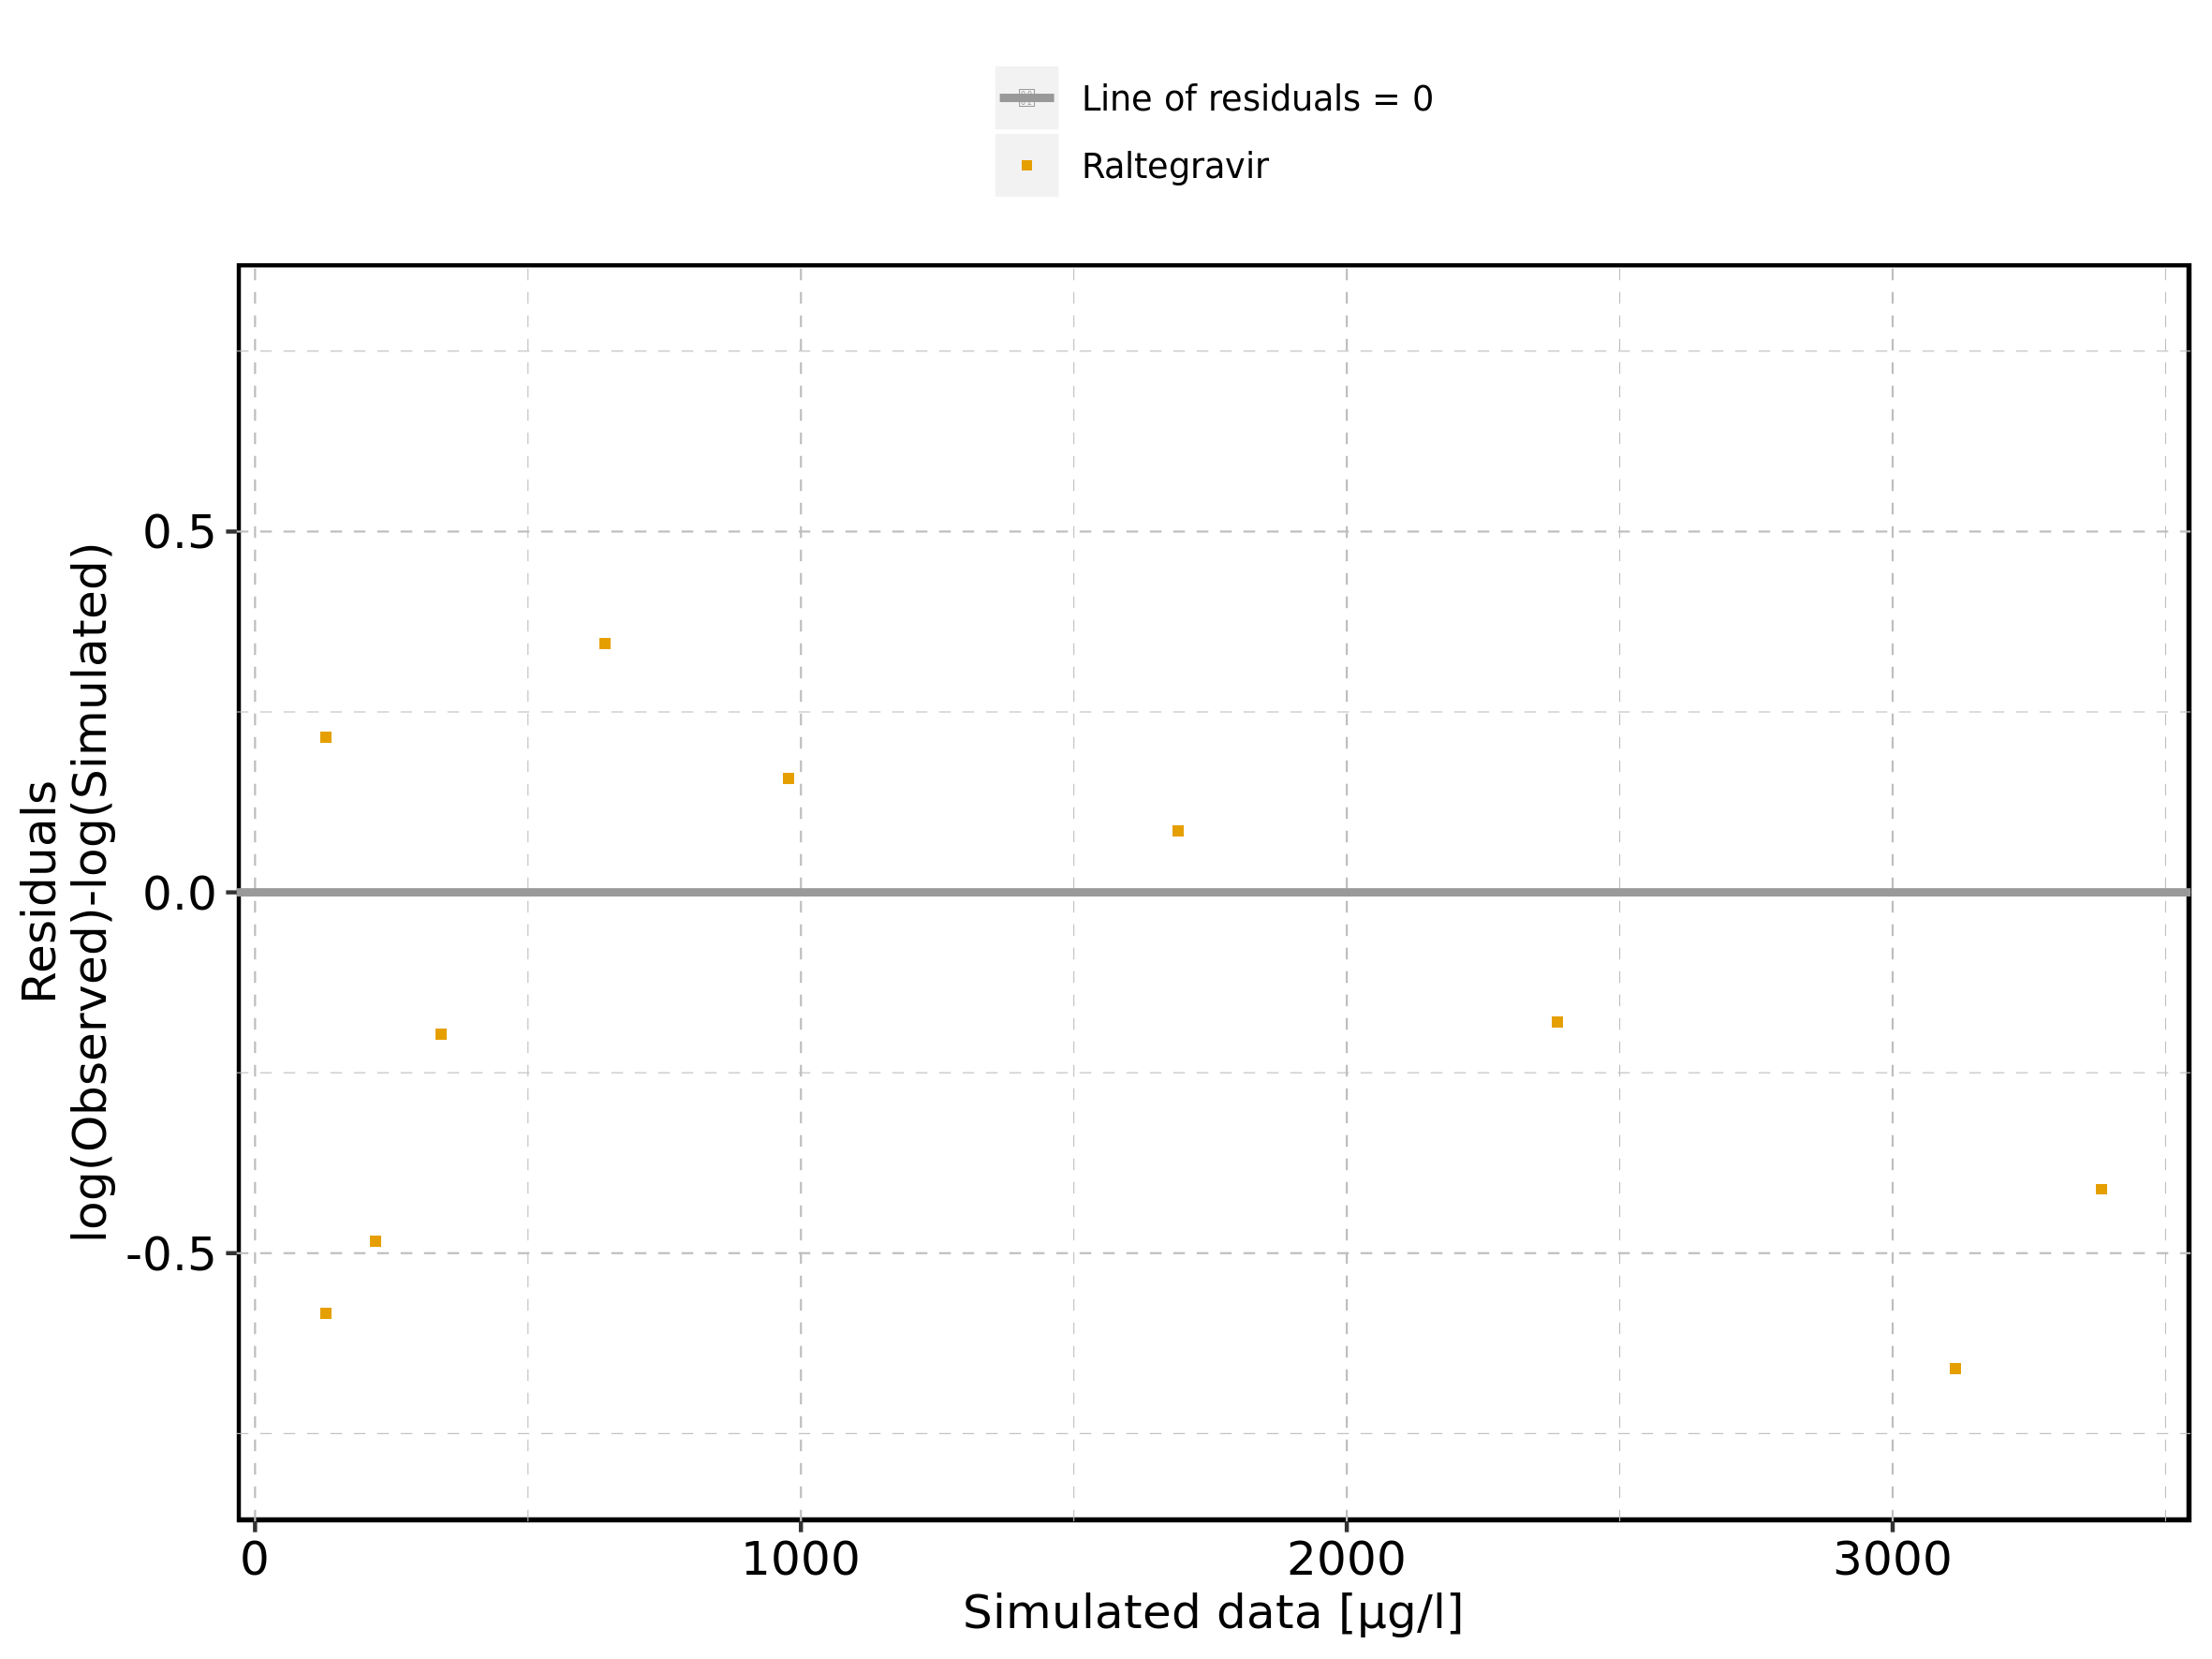 Line of residuals = 0
Raltegravir
Residuals
log(Observed)-log(Simulated)
0.5
0.0
-0.5
0 1000 2000 3000
Simulated data [µg/l]